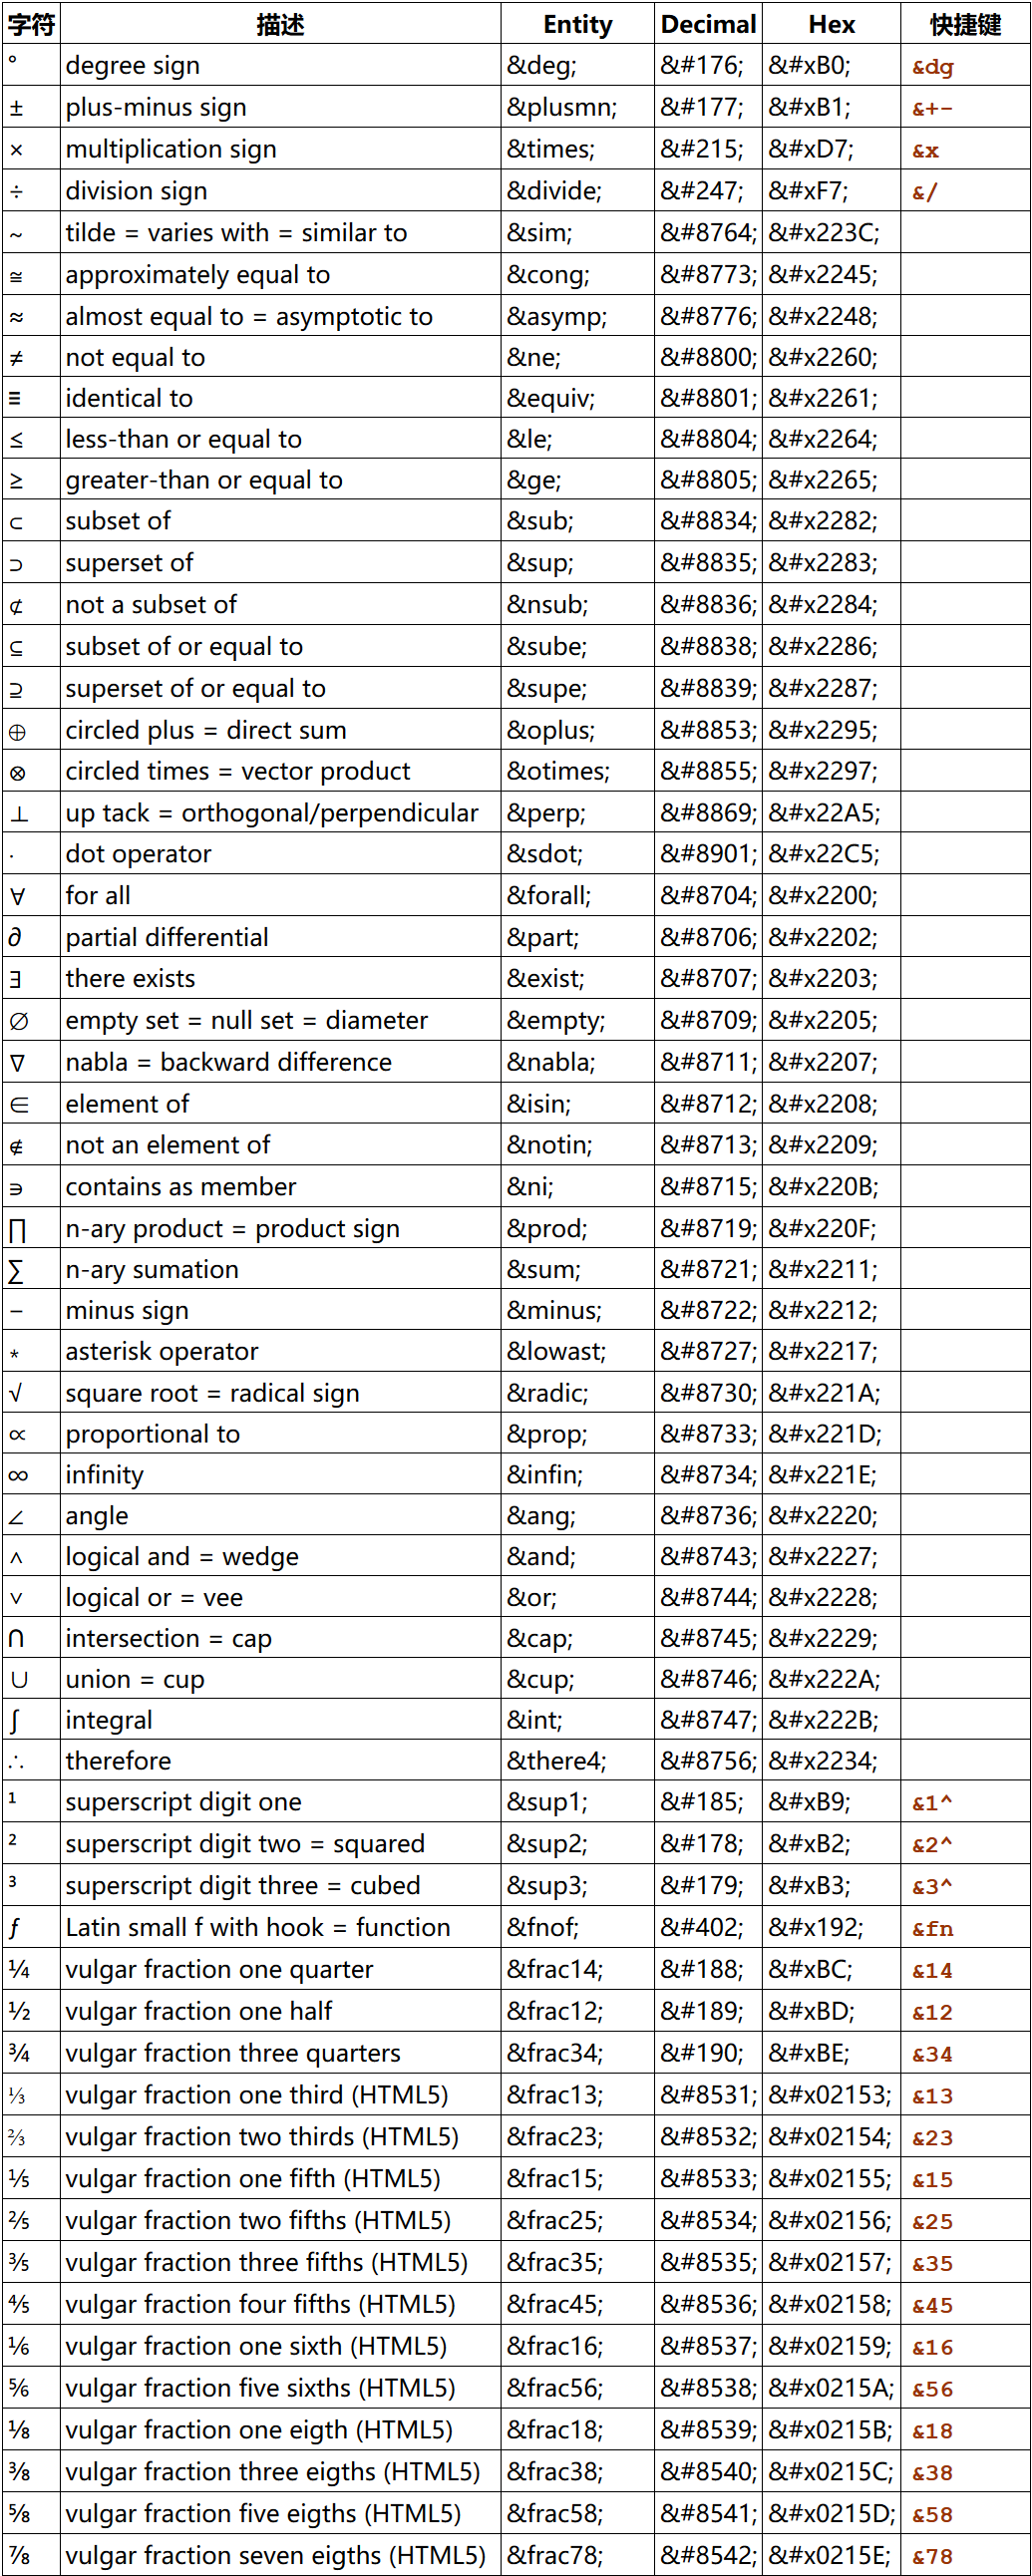 字符 描述 Entity Decimal Hex 快捷键
° degree sign &deg; &#176; &#xB0; &dg
± plus-minus sign &plusmn; &#177; &#xB1; &+-
× multiplication sign &times; &#215; &#xD7; &x
÷ division sign &divide; &#247; &#xF7; &/
∼ tilde = varies with = similar to &sim; &#8764; &#x223C;
≅ approximately equal to &cong; &#8773; &#x2245;
≈ almost equal to = asymptotic to &asymp; &#8776; &#x2248;
≠ not equal to &ne; &#8800; &#x2260;
≡ identical to &equiv; &#8801; &#x2261;
≤ less-than or equal to &le; &#8804; &#x2264;
≥ greater-than or equal to &ge; &#8805; &#x2265;
⊂ subset of &sub; &#8834; &#x2282;
⊃ superset of &sup; &#8835; &#x2283;
⊄ not a subset of &nsub; &#8836; &#x2284;
⊆ subset of or equal to &sube; &#8838; &#x2286;
⊇ superset of or equal to &supe; &#8839; &#x2287;
⊕ circled plus = direct sum &oplus; &#8853; &#x2295;
⊗ circled times = vector product &otimes; &#8855; &#x2297;
⊥ up tack = orthogonal/perpendicular &perp; &#8869; &#x22A5;
⋅ dot operator &sdot; &#8901; &#x22C5;
∀ for all &forall; &#8704; &#x2200;
∂ partial differential &part; &#8706; &#x2202;
∃ there exists &exist; &#8707; &#x2203;
∅ empty set = null set = diameter &empty; &#8709; &#x2205;
∇ nabla = backward difference &nabla; &#8711; &#x2207;
∈ element of &isin; &#8712; &#x2208;
∉ not an element of &notin; &#8713; &#x2209;
∋ contains as member &ni; &#8715; &#x220B;
∏ n-ary product = product sign &prod; &#8719; &#x220F;
∑ n-ary sumation &sum; &#8721; &#x2211;
− minus sign &minus; &#8722; &#x2212;
∗ asterisk operator &lowast; &#8727; &#x2217;
√ square root = radical sign &radic; &#8730; &#x221A;
∝ proportional to &prop; &#8733; &#x221D;
∞ infinity &infin; &#8734; &#x221E;
∠ angle &ang; &#8736; &#x2220;
∧ logical and = wedge &and; &#8743; &#x2227;
∨ logical or = vee &or; &#8744; &#x2228;
∩ intersection = cap &cap; &#8745; &#x2229;
∪ union = cup &cup; &#8746; &#x222A;
∫ integral &int; &#8747; &#x222B;
∴ therefore &there4; &#8756; &#x2234;
¹ superscript digit one &sup1; &#185; &#xB9; &1^
² superscript digit two = squared &sup2; &#178; &#xB2; &2^
³ superscript digit three = cubed &sup3; &#179; &#xB3; &3^
ƒ Latin small f with hook = function &fnof; &#402; &#x192; &fn
¼ vulgar fraction one quarter &frac14; &#188; &#xBC; &14
½ vulgar fraction one half &frac12; &#189; &#xBD; &12
¾ vulgar fraction three quarters &frac34; &#190; &#xBE; &34
⅓ vulgar fraction one third (HTML5) &frac13; &#8531; &#x02153; &13
⅔ vulgar fraction two thirds (HTML5) &frac23; &#8532; &#x02154; &23
⅕ vulgar fraction one fifth (HTML5) &frac15; &#8533; &#x02155; &15
⅖ vulgar fraction two fifths (HTML5) &frac25; &#8534; &#x02156; &25
⅗ vulgar fraction three fifths (HTML5) &frac35; &#8535; &#x02157; &35
⅘ vulgar fraction four fifths (HTML5) &frac45; &#8536; &#x02158; &45
⅙ vulgar fraction one sixth (HTML5) &frac16; &#8537; &#x02159; &16
⅚ vulgar fraction five sixths (HTML5) &frac56; &#8538; &#x0215A; &56
⅛ vulgar fraction one eigth (HTML5) &frac18; &#8539; &#x0215B; &18
⅜ vulgar fraction three eigths (HTML5) &frac38; &#8540; &#x0215C; &38
⅝ vulgar fraction five eigths (HTML5) &frac58; &#8541; &#x0215D; &58
⅞ vulgar fraction seven eigths (HTML5) &frac78; &#8542; &#x0215E; &78